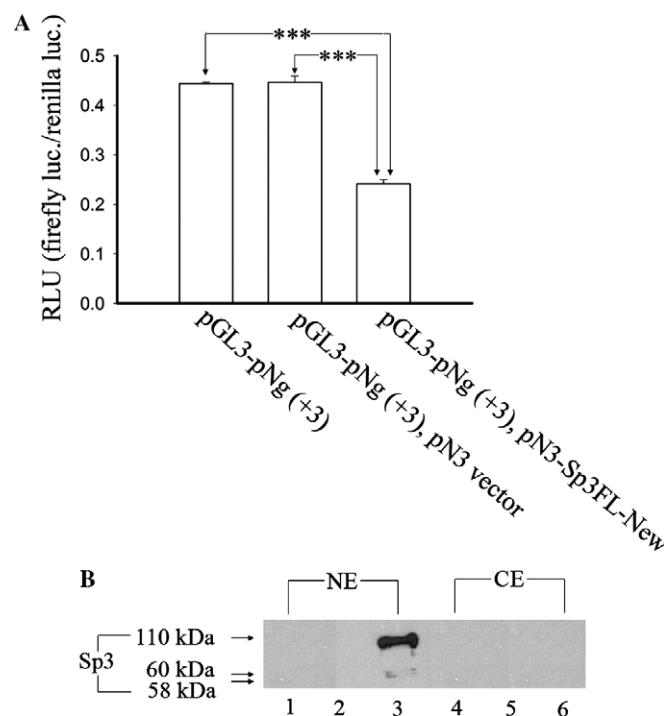 A
***
***
RLU (firefly luc./renilla luc.)
0.5
0.4
0.3
0.2
0.1
0.0
pGL3-pNg (+3)
pGL3-pNg (+3), pN3 vector
pGL3-pNg (+3), pN3-Sp3FL-New
B
NE
CE
Sp3
110 kDa
60 kDa
58 kDa
1 2 3 4 5 6